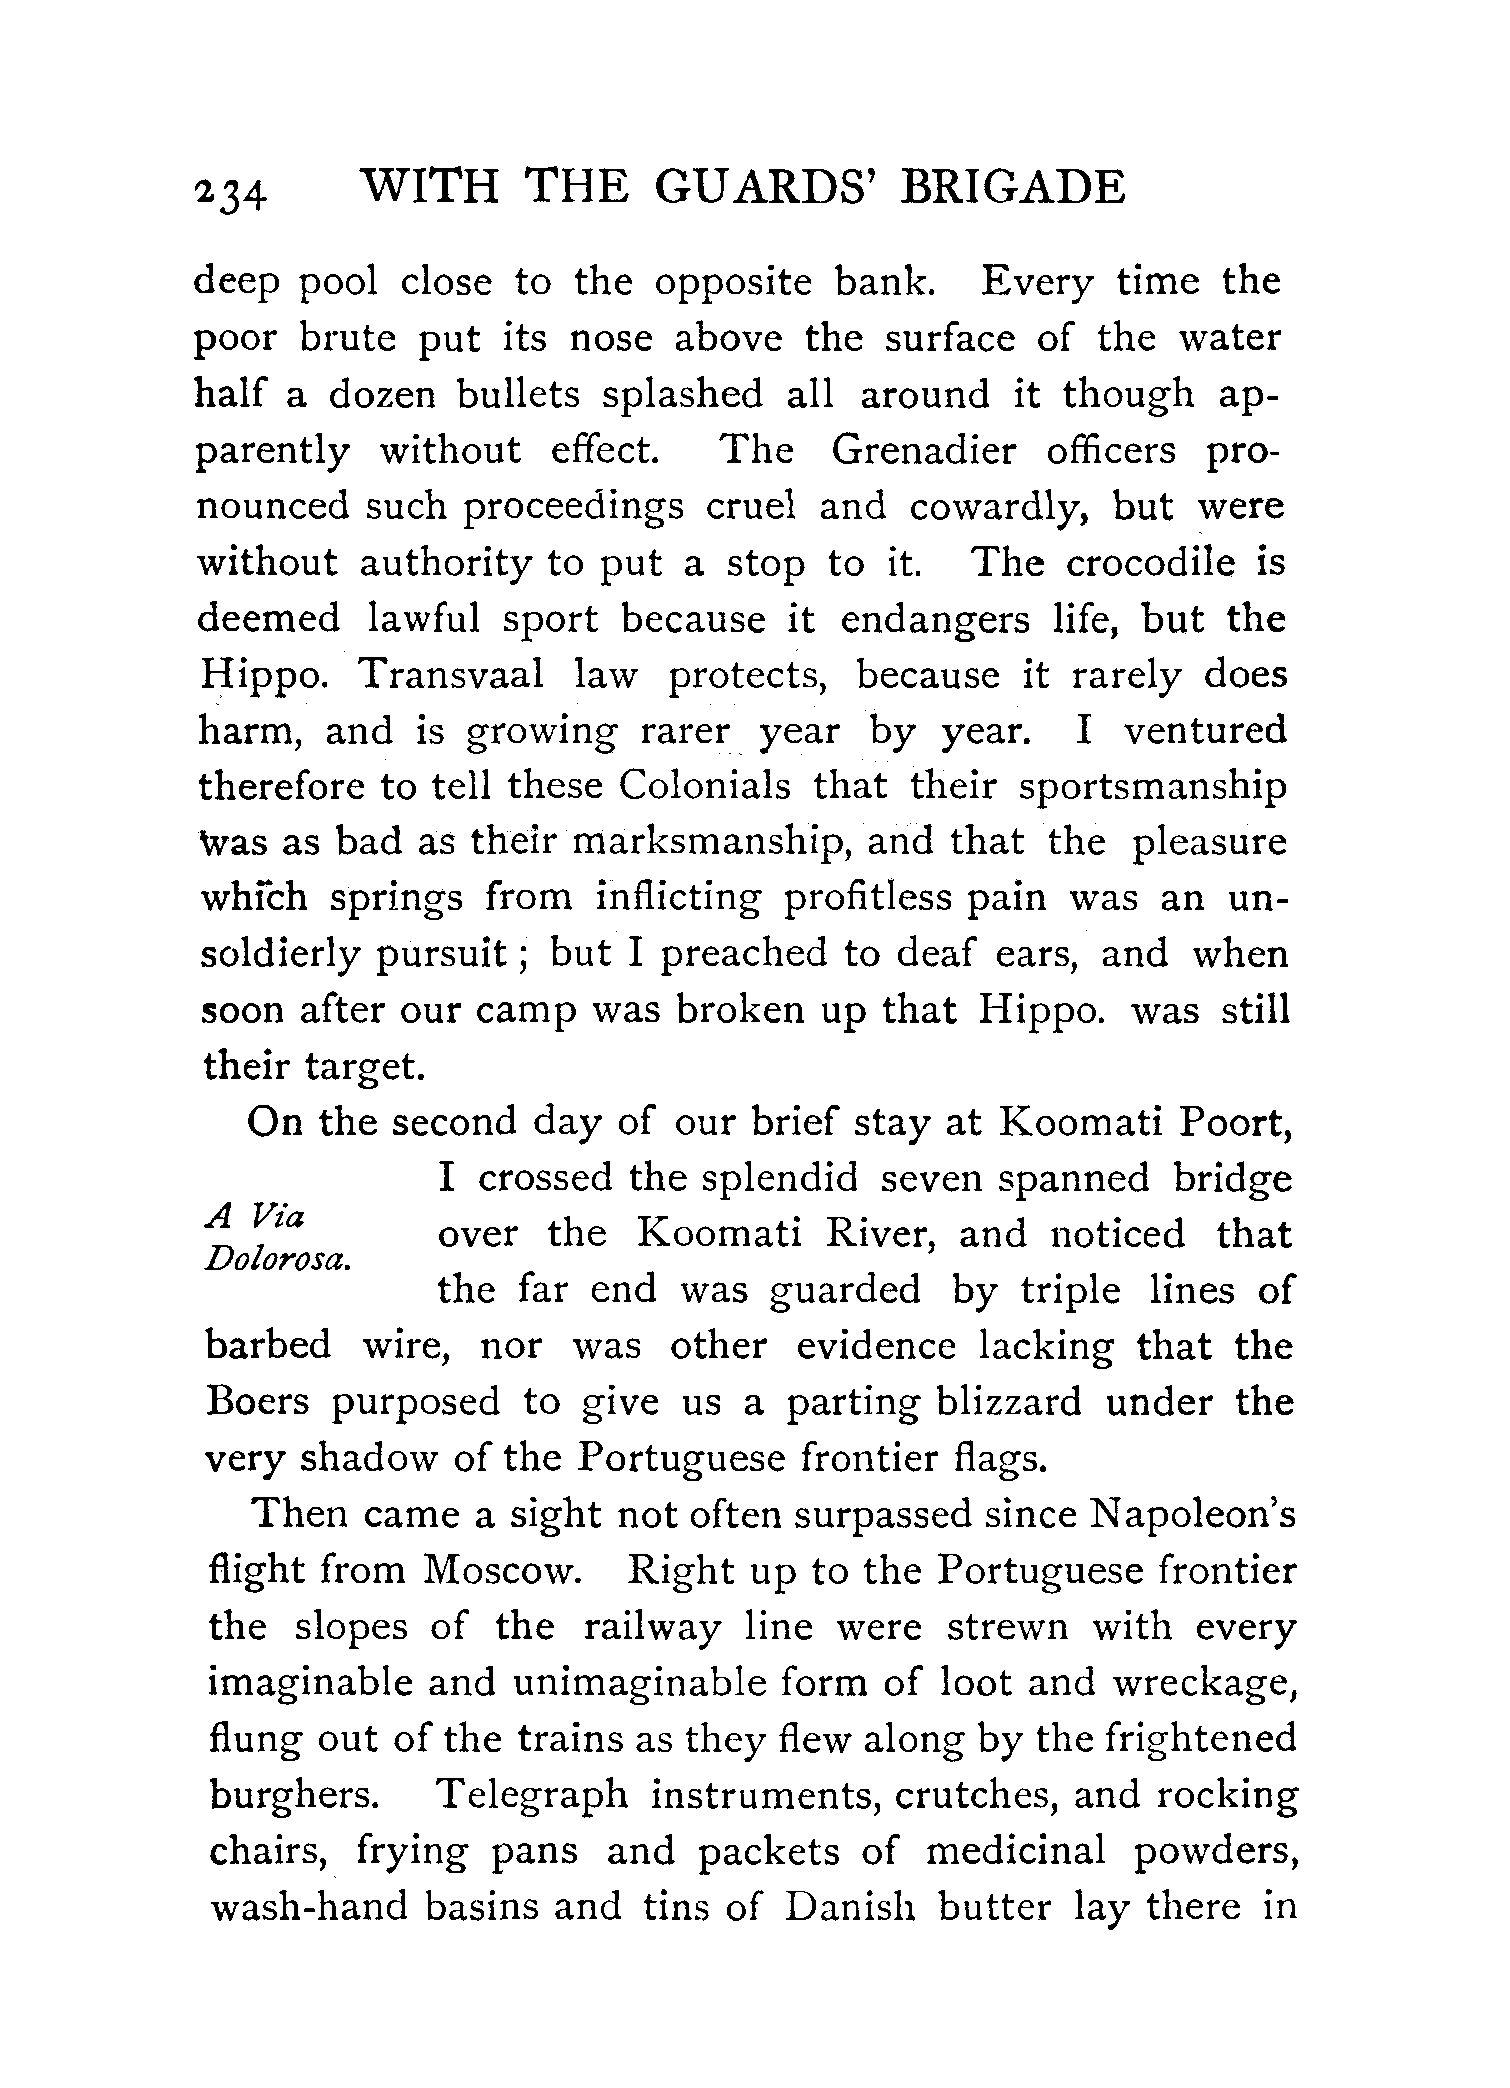 234 WITH THE GUARDS' BRIGADE
deep pool close to the opposite bank. Every time the
poor brute put its nose above the surface of the water
half a dozen bullets splashed all around it though ap-
parently without effect. The Grenadier officers pro-
nounced such proceedings cruel and cowardly, but were
without authority to put a stop to it. The crocodile is
deemed lawful sport because it endangers life, but the
Hippo. Transvaal law protects, because it rarely does
harm, and is growing rarer year by year. I ventured
therefore to tell these Colonials that their sportsmanship
was as bad as their marksmanship, and that the pleasure
which springs from inflicting profitless pain was an un-
soldierly pursuit ; but I preached to deaf ears, and when
soon after our camp was broken up that Hippo. was still
their target.
On the second day of our brief stay at Koomati Poort,
A Via
Dolorosa.
I crossed the splendid seven spanned bridge
over the Koomati River, and noticed that
the far end was guarded by triple lines of
barbed wire, nor was other evidence lacking that the
Boers purposed to give us a parting blizzard under the
very shadow of the Portuguese frontier flags.
Then came a sight not often surpassed since Napoleon's
flight from Moscow. Right up to the Portuguese frontier
the slopes of the railway line were strewn with every
imaginable and unimaginable form of loot and wreckage,
flung out of the trains as they flew along by the frightened
burghers. Telegraph instruments, crutches, and rocking
chairs, frying pans and packets of medicinal powders,
wash-hand basins and tins of Danish butter lay there in